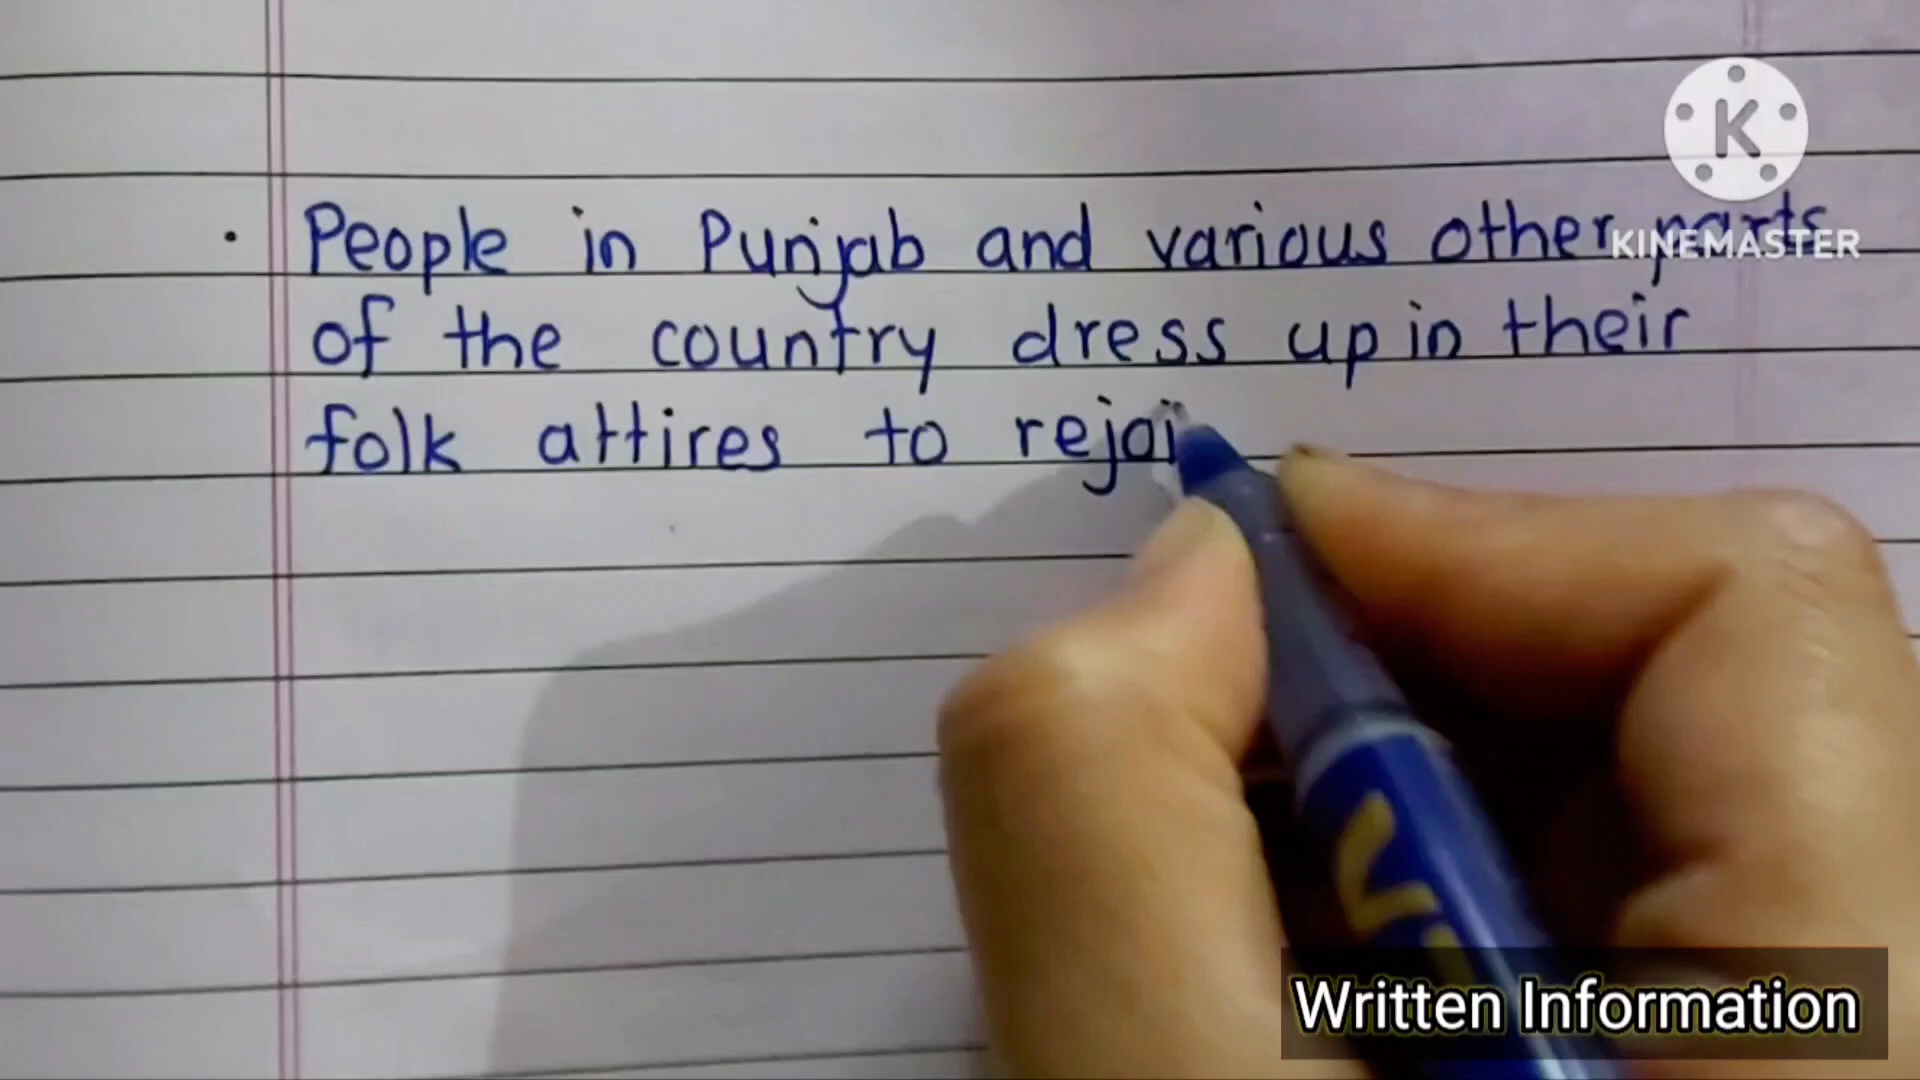 · People in Punjab and various other parts
of the country dress up in their
folk attires to rejoi
K
KINEMASTER
Written Information